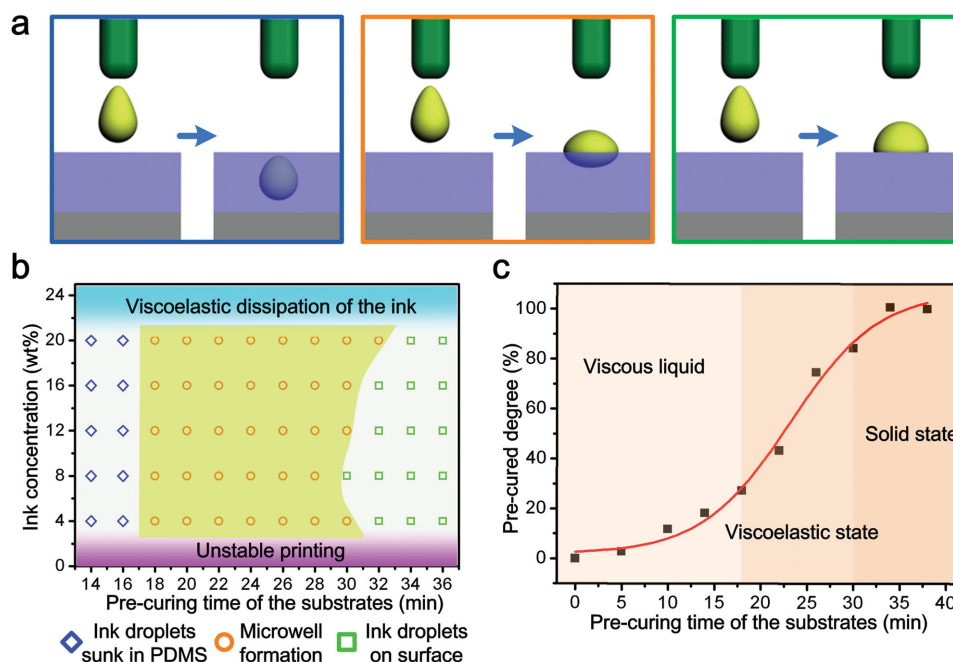 a
b
Viscoelastic dissipation of the ink
Unstable printing
Ink concentration (wt%)
24
20
16
12
8
4
0
14 16 18 20 22 24 26 28 30 32 34 36
Pre-curing time of the substrates (min)
Ink droplets
sunk in PDMS
Microwell
formation
Ink droplets
on surface
c
Viscous liquid
Solid state
Viscoelastic state
Pre-cured degree (%)
100
80
60
40
20
0
0 5 10 15 20 25 30 35 40
Pre-curing time of the substrates (min)